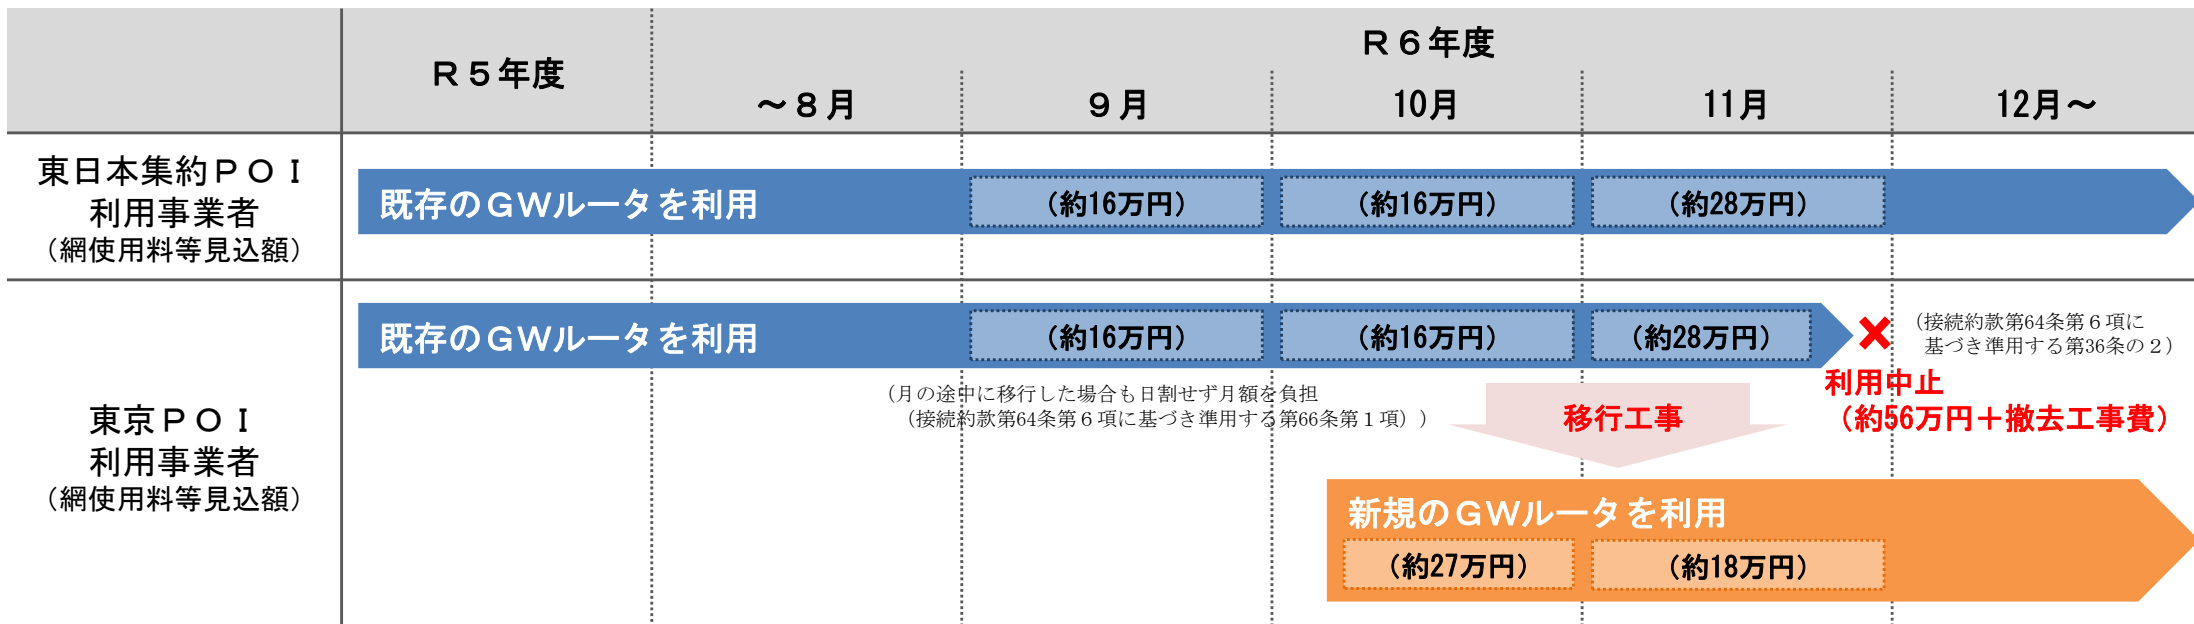 Ｒ５年度
Ｒ６年度
～８月
９月
10月
11月
12月～
東日本集約ＰＯＩ
利用事業者
（網使用料等見込額）
既存のＧＷルータを利用
（約16万円）
（約16万円）
（約28万円）
東京ＰＯＩ
利用事業者
（網使用料等見込額）
既存のＧＷルータを利用
（約16万円）
（約16万円）
（約28万円）
（接続約款第64条第６項に
基づき準用する第36条の２）
利用中止
（約56万円＋撤去工事費）
（月の途中に移行した場合も日割せず月額を負担
（接続約款第64条第６項に基づき準用する第66条第１項））
移行工事
新規のＧＷルータを利用
（約27万円）
（約18万円）